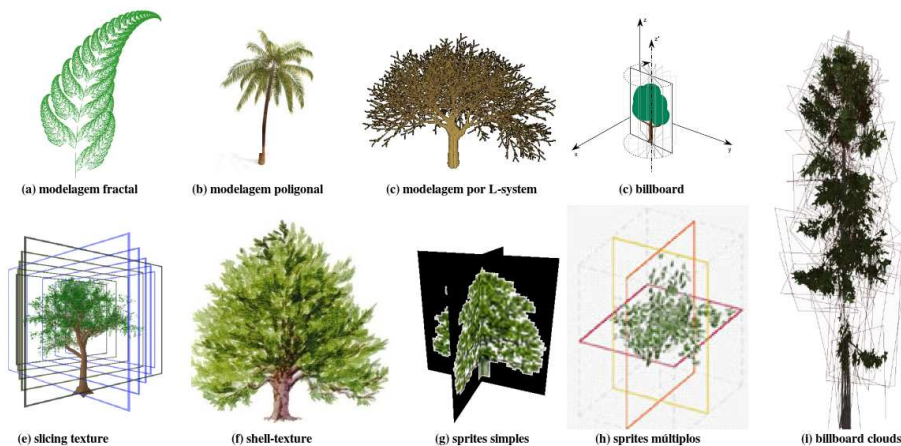 (a) modelagem fractal
(b) modelagem poligonal
(c) modelagem por L-system
z
z'
x
y
(c) billboard
(e) slicing texture
(f) shell-texture
(g) sprites simples
(h) sprites múltiplos
(i) billboard clouds